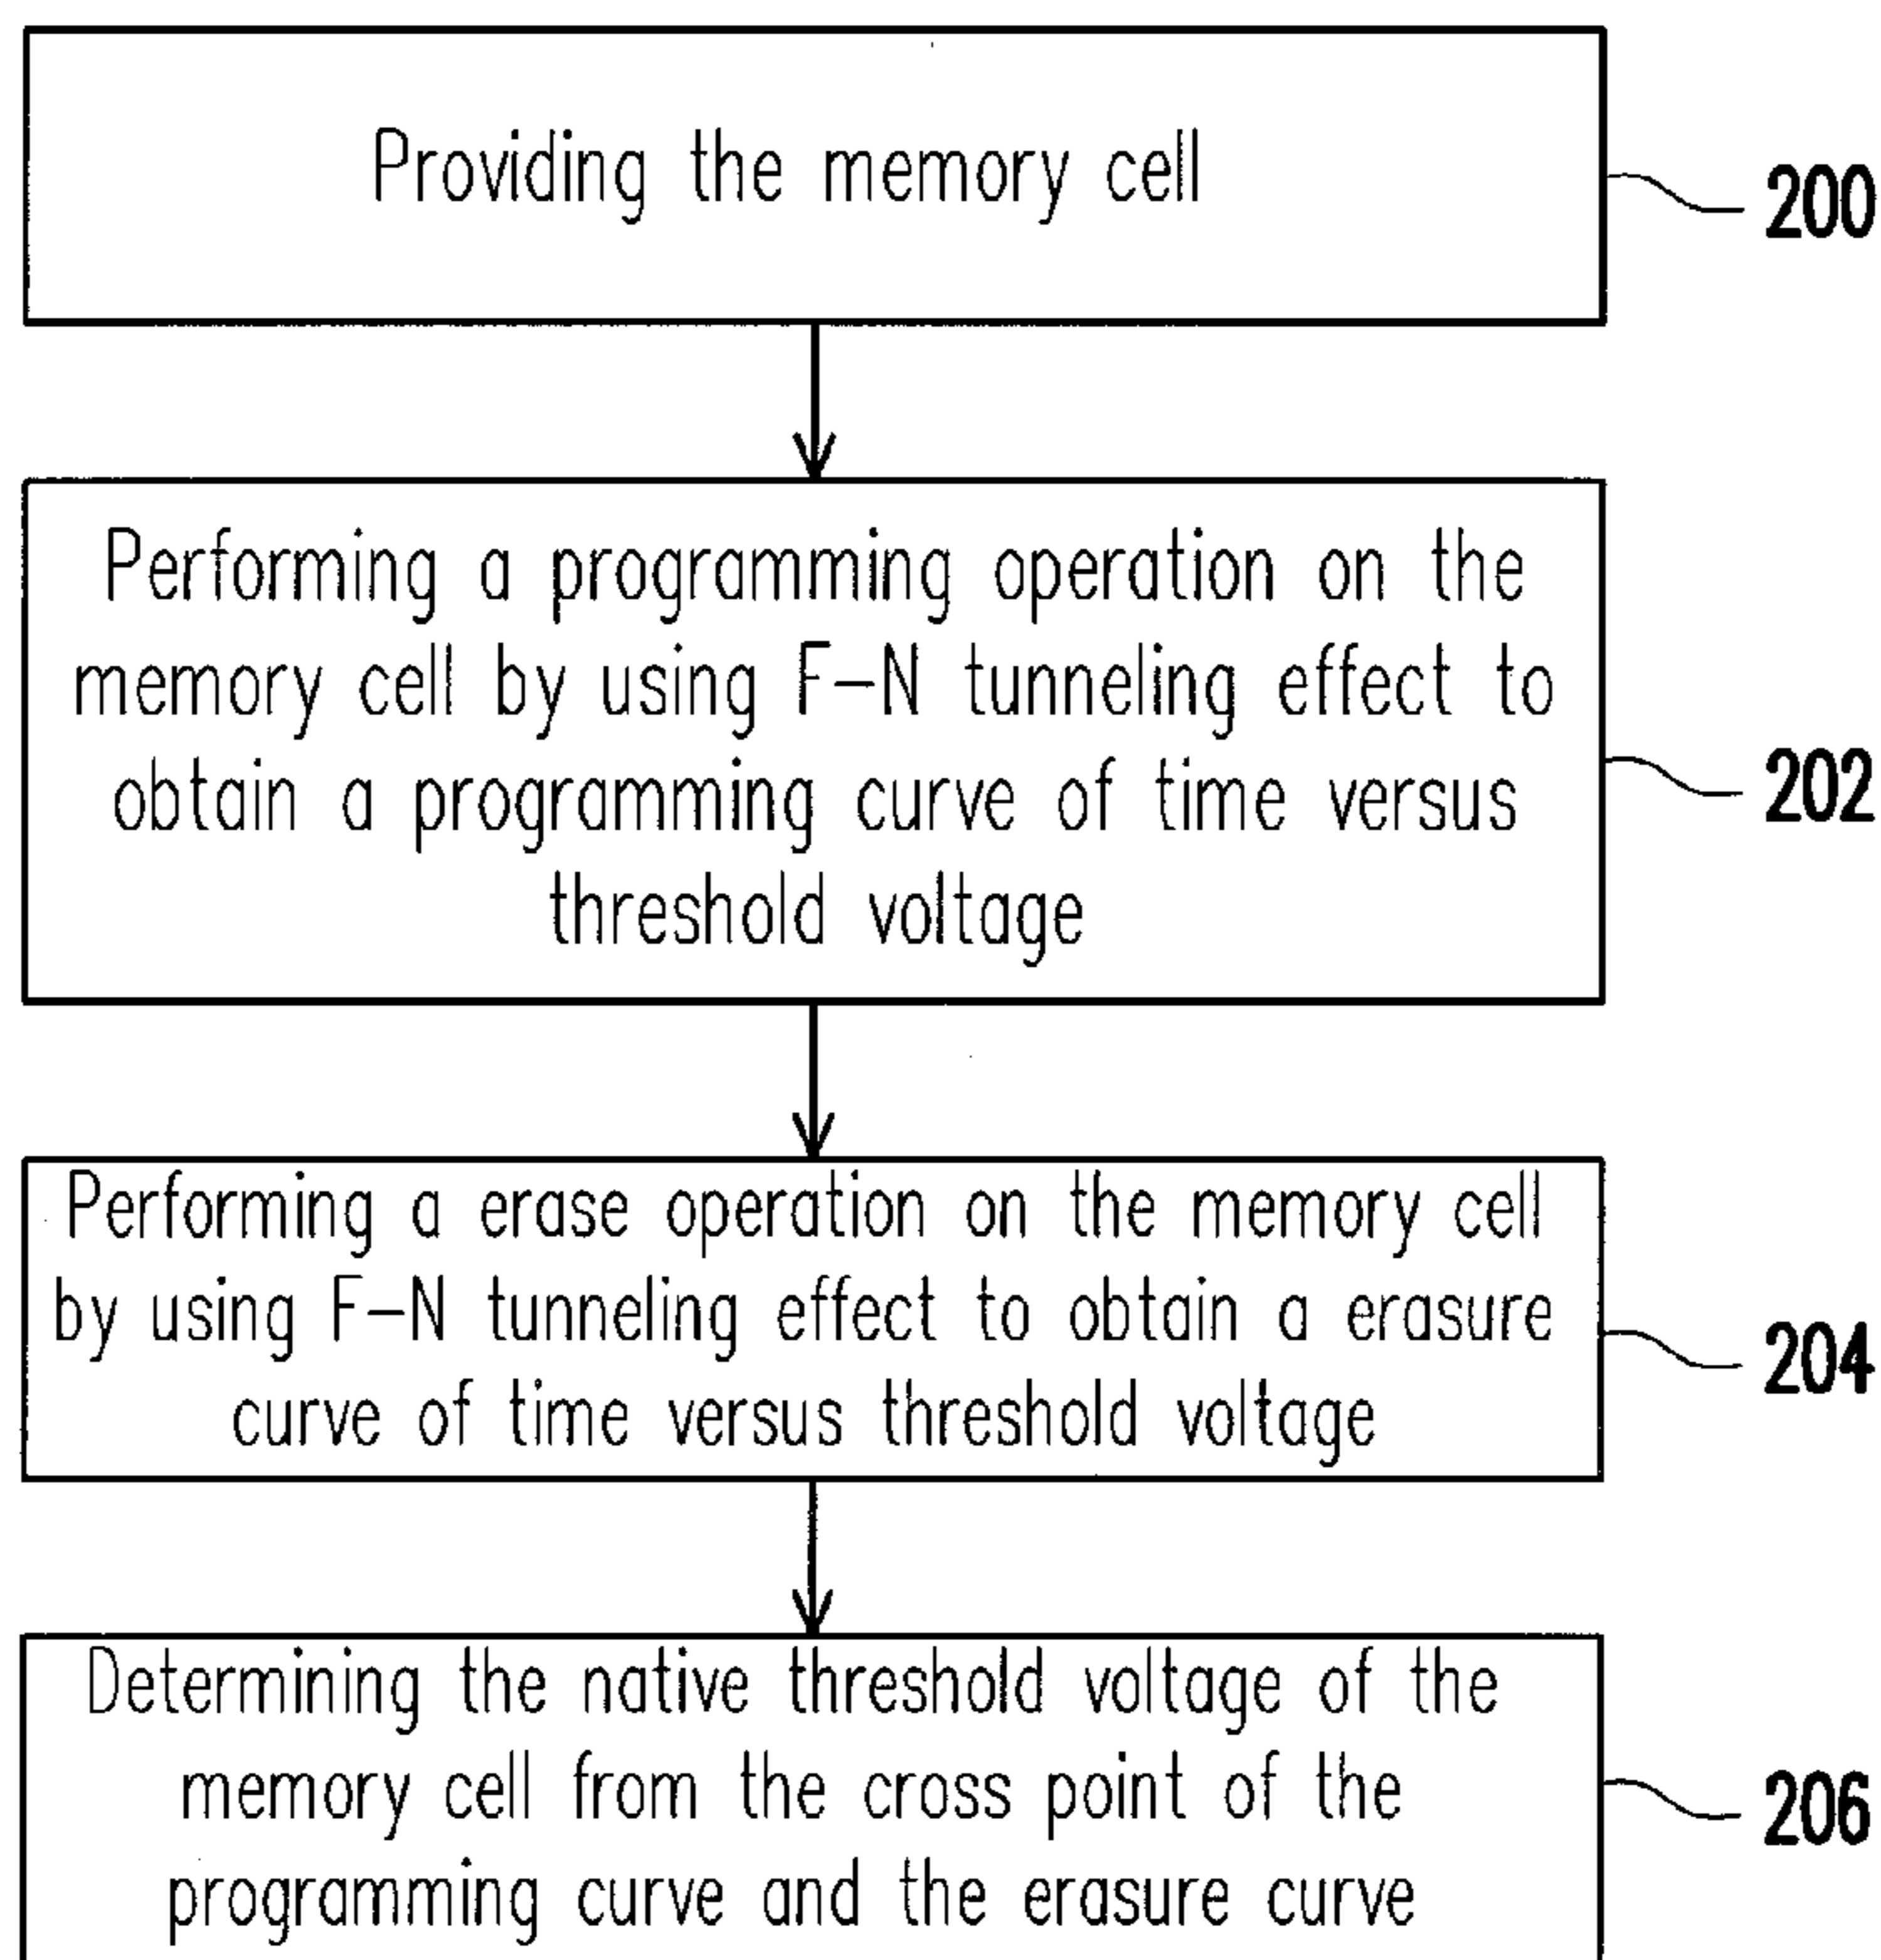 Providing the memory cell
200
Performing a programming operation on the
memory cell by using F-N tunneling effect to
obtain a programming curve of time versus
threshold voltage
202
Performing a erase operation on the memory cell
by using F-N tunneling effect to obtain a erasure
curve of time versus threshold voltage
204
Determining the native threshold voltage of the
memory cell from the cross point of the
programming curve and the erasure curve
206